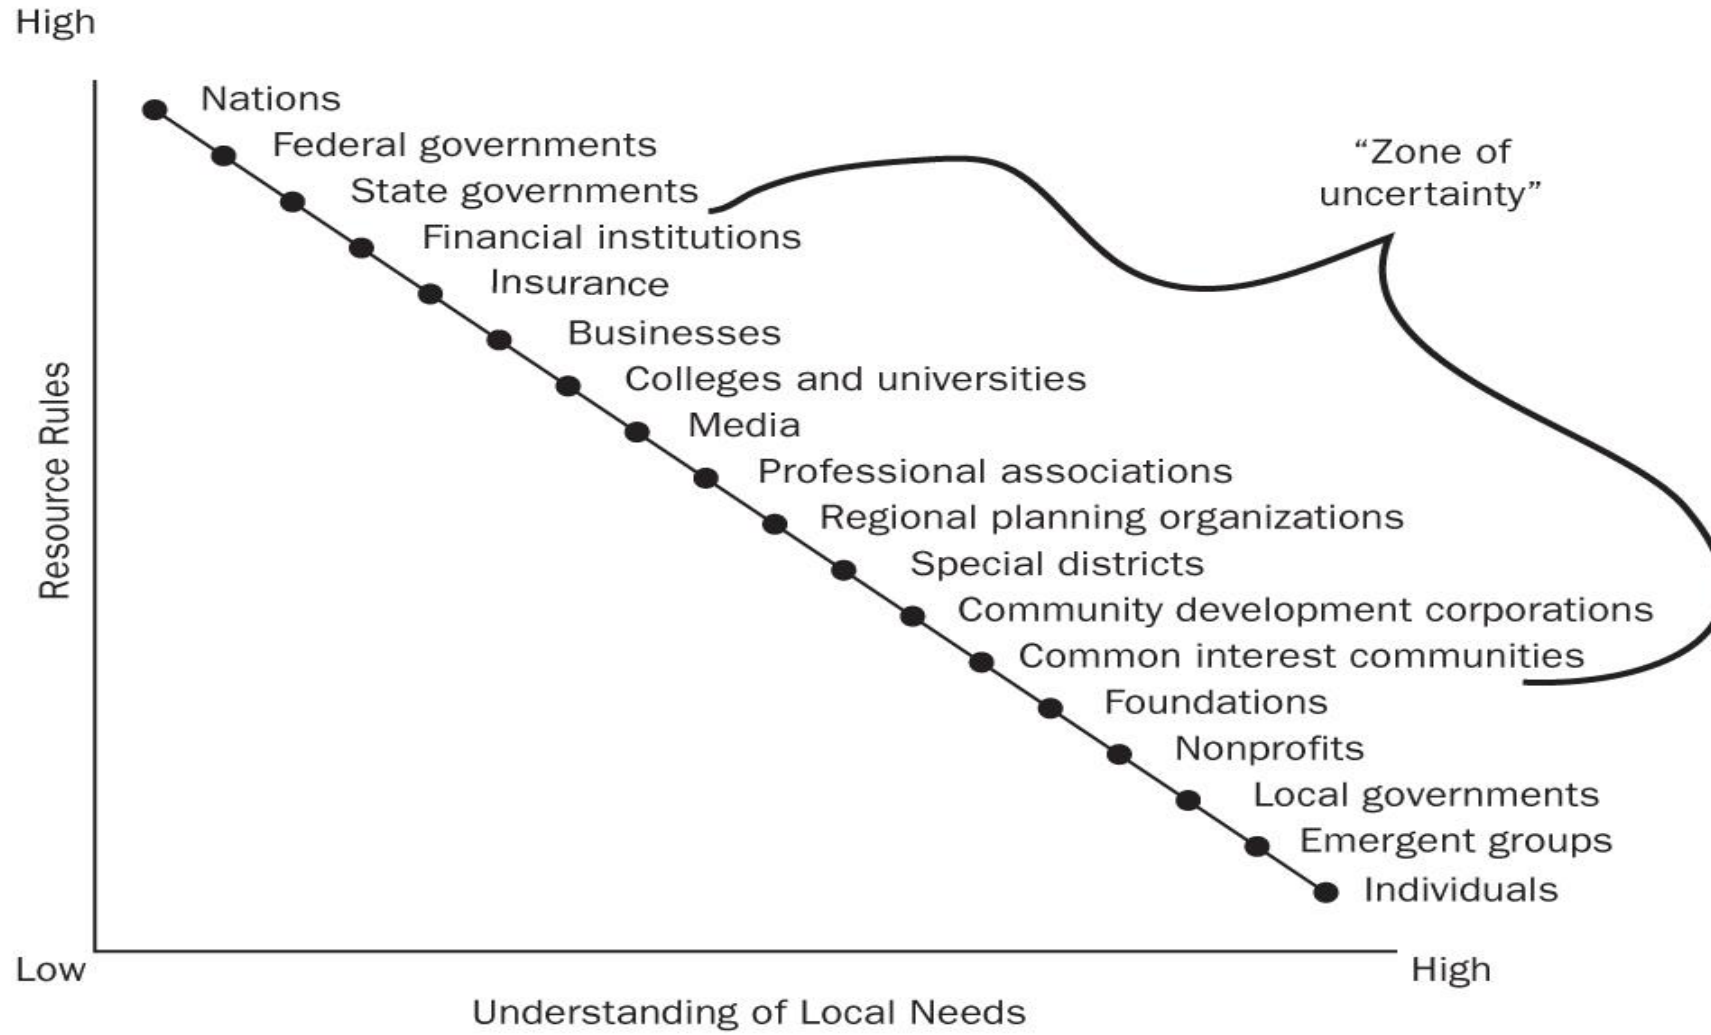 High
Nations
Federal governments
“Zone of
uncertainty”
State governments
Financial institutions
Insurance
Businesses
Colleges and universities
Media
Professional associations
Regional planning organizations
Special districts
Community development corporations
Common interest communities
Foundations
Nonprofits
Local governments
Emergent groups
Individuals
Resource Rules
Low
High
Understanding of Local Needs